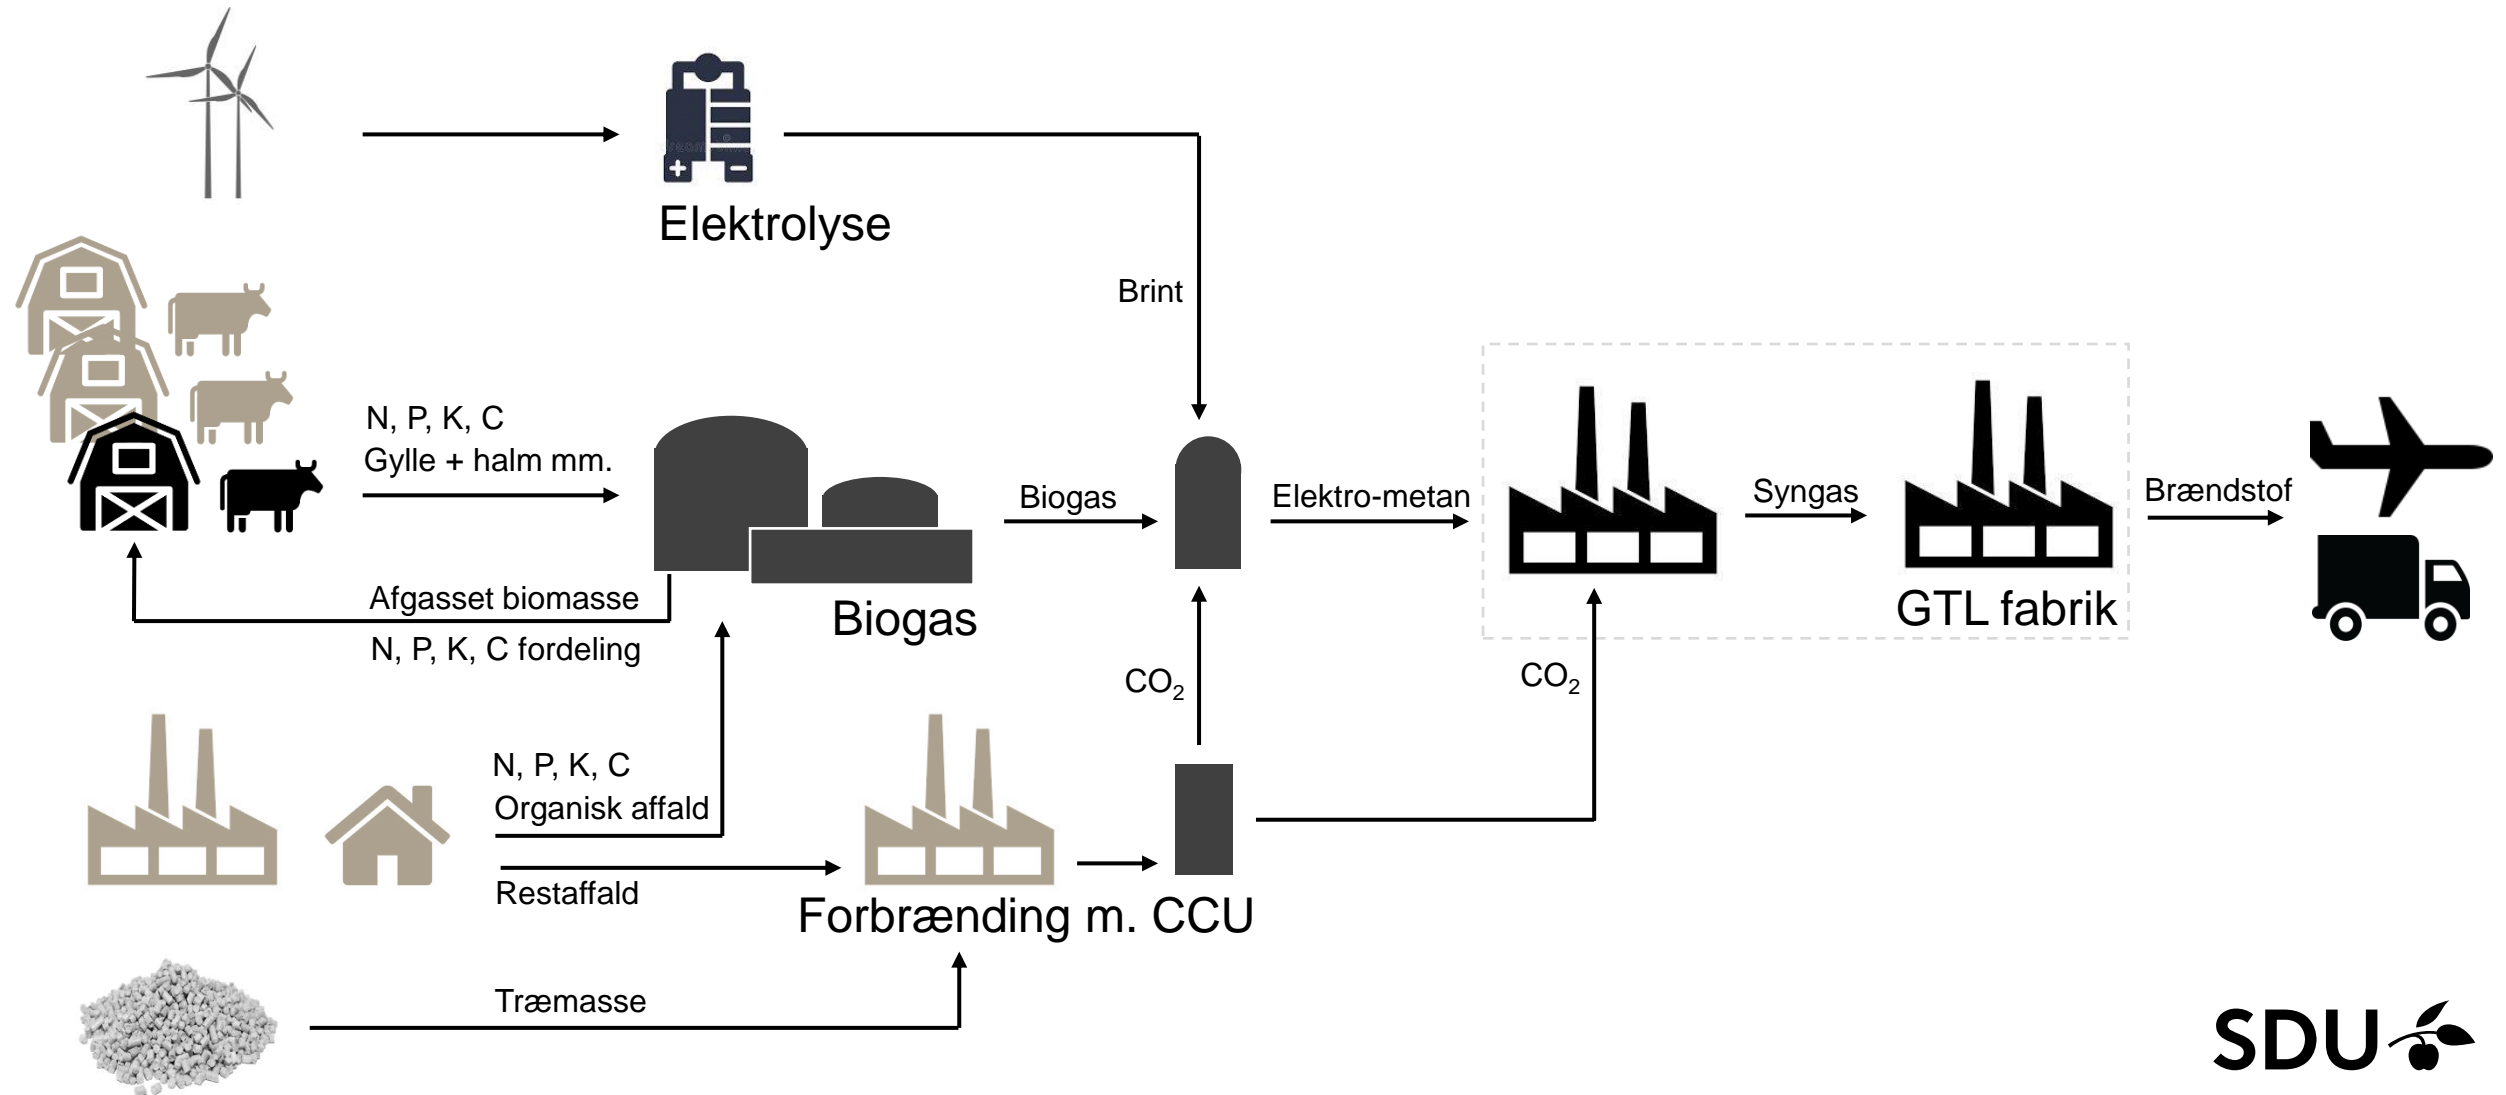 Elektrolyse
Brint
N, P, K, C
Gylle + halm mm.
Biogas
Elektro-metan
Syngas
Brændstof
Afgasset biomasse
N, P, K, C fordeling
Biogas
GTL fabrik
CO₂
CO₂
N, P, K, C
Organisk affald
Restaffald
Forbrænding m. CCU
Træmasse
SDU